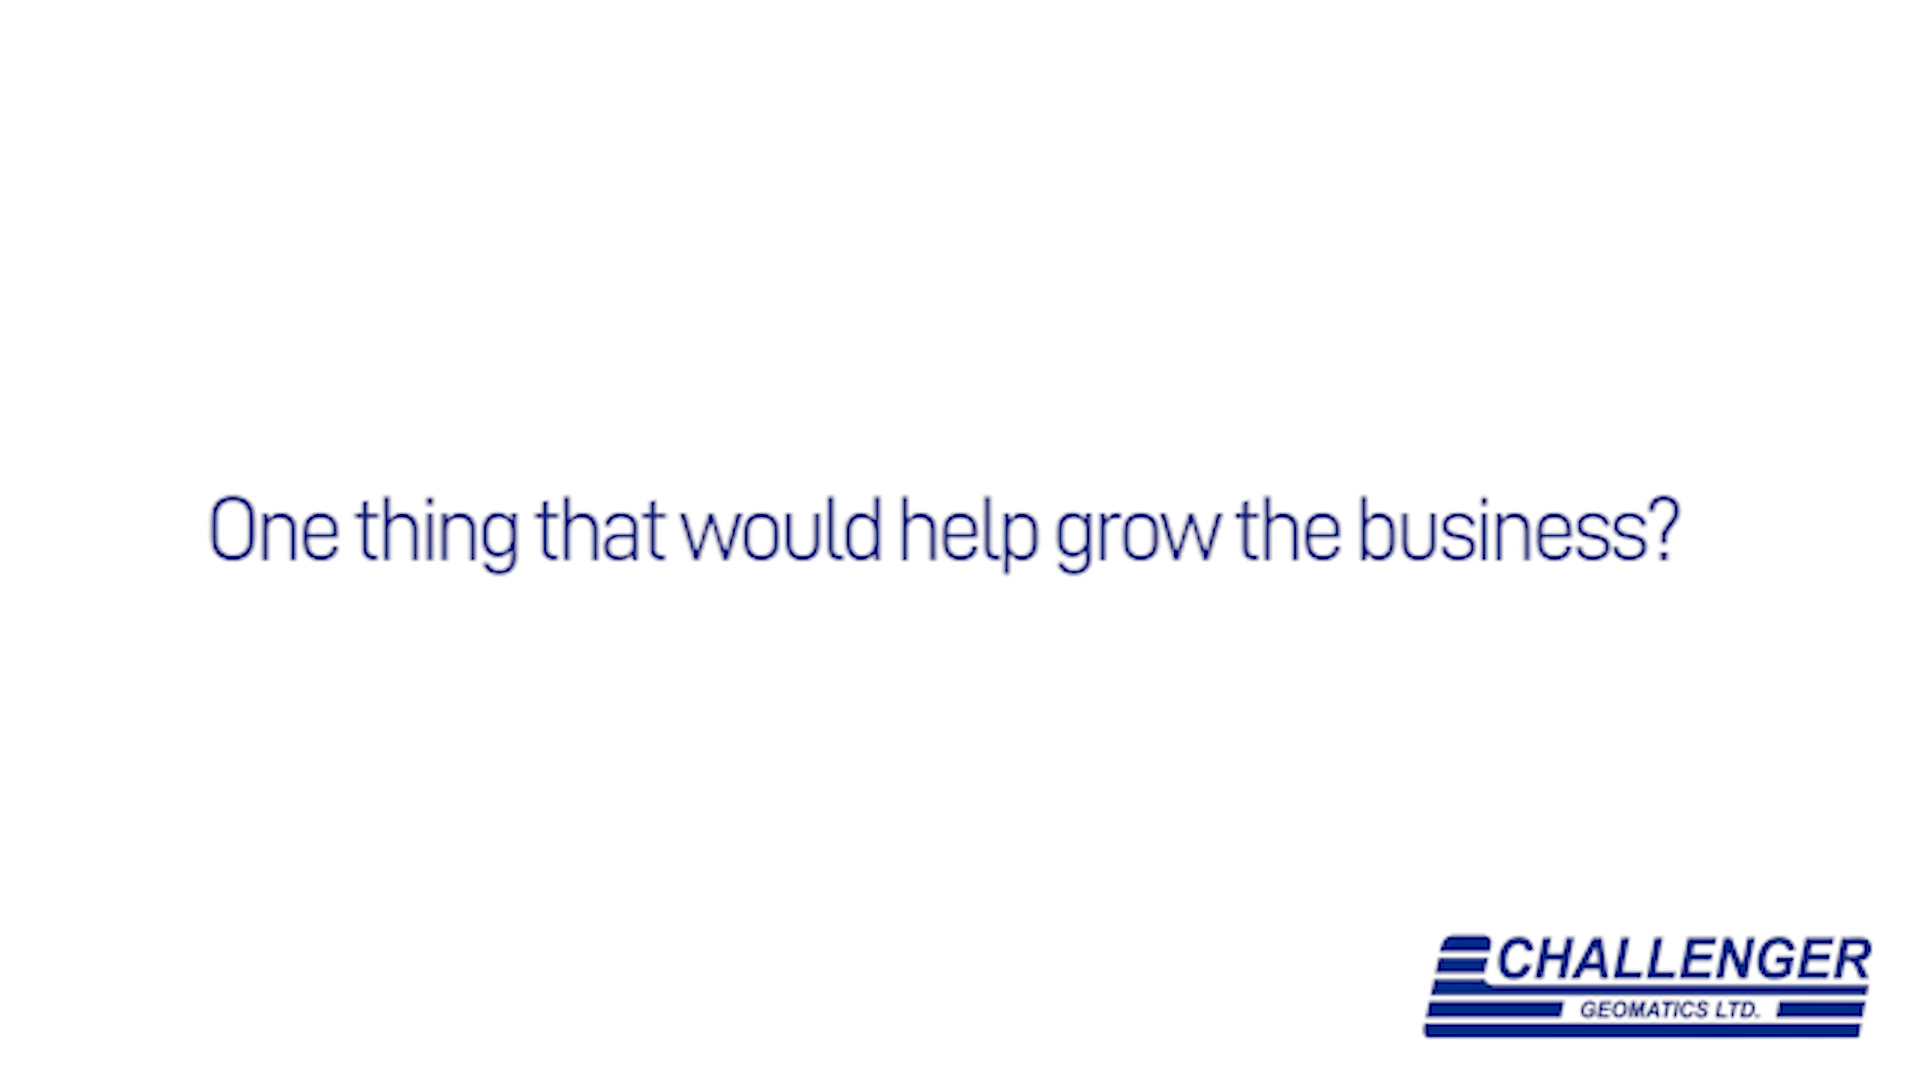 One thing that would help grow the business?
CHALLENGER
GEOMATICS LTD.